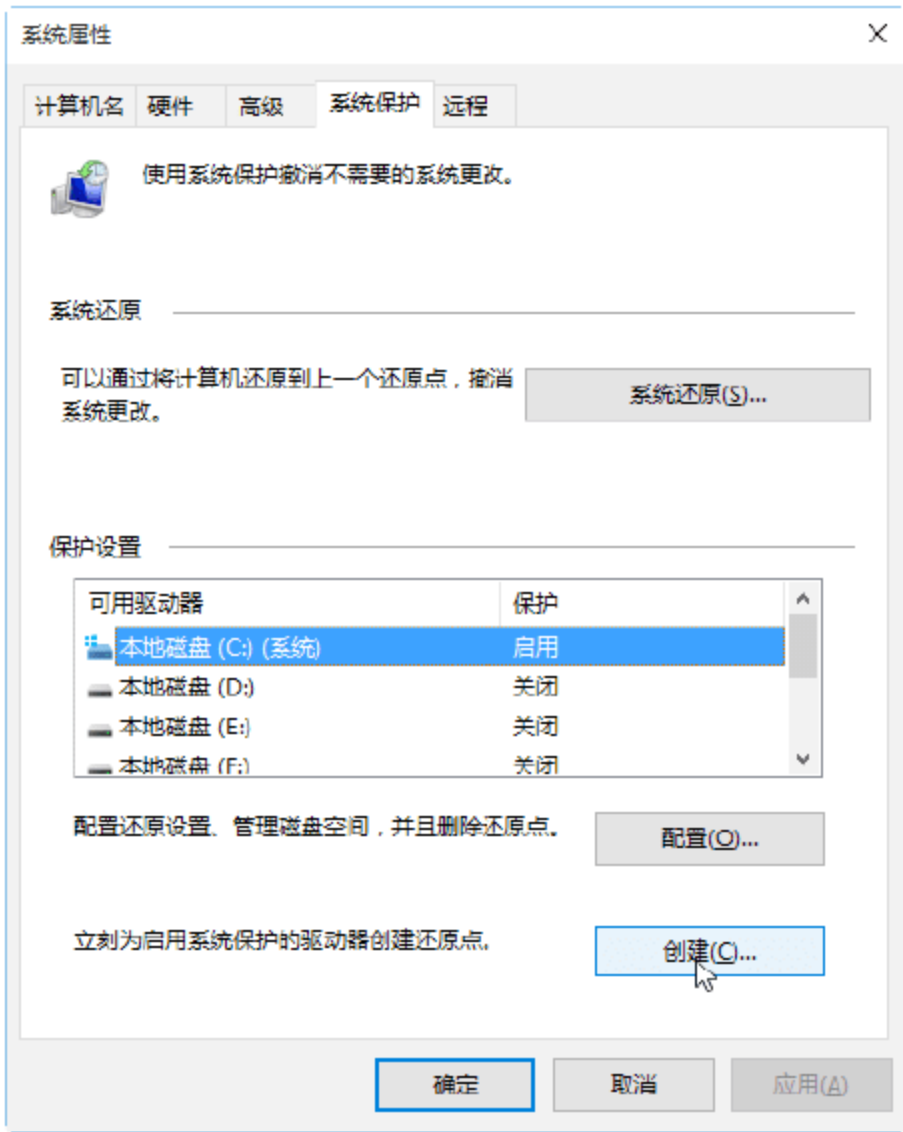 系统属性
计算机名 硬件 高级 系统保护 远程
使用系统保护撤消不需要的系统更改。
系统还原
可以通过将计算机还原到上一个还原点，撤消
系统更改。
系统还原(S)...
保护设置
可用驱动器 保护
本地磁盘 (C:) (系统) 启用
本地磁盘 (D:) 关闭
本地磁盘 (E:) 关闭
本地磁盘 (F:) 关闭
配置还原设置、管理磁盘空间，并且删除还原点。
配置(O)...
立刻为启用系统保护的驱动器创建还原点。
创建(C)...
确定 取消 应用(A)